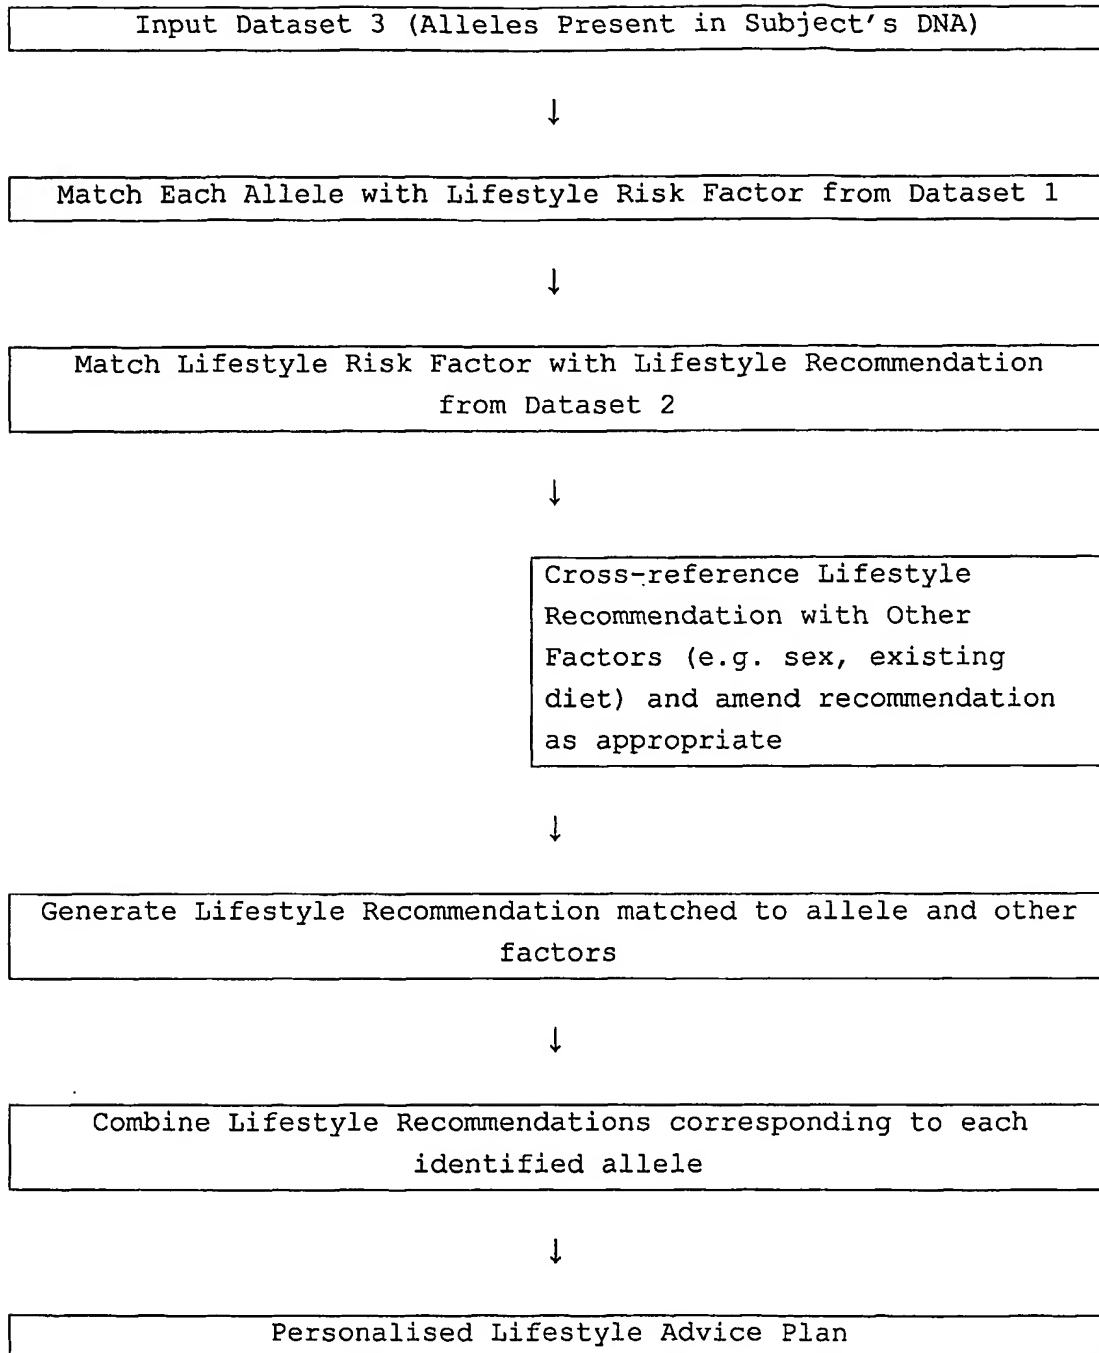 Input Dataset 3 (Alleles Present in Subject's DNA)
↓
Match Each Allele with Lifestyle Risk Factor from Dataset 1
↓
Match Lifestyle Risk Factor with Lifestyle Recommendation
from Dataset 2
↓
Cross-reference Lifestyle
Recommendation with Other
Factors (e.g. sex, existing
diet) and amend recommendation
as appropriate
↓
Generate Lifestyle Recommendation matched to allele and other
factors
↓
Combine Lifestyle Recommendations corresponding to each
identified allele
↓
Personalised Lifestyle Advice Plan